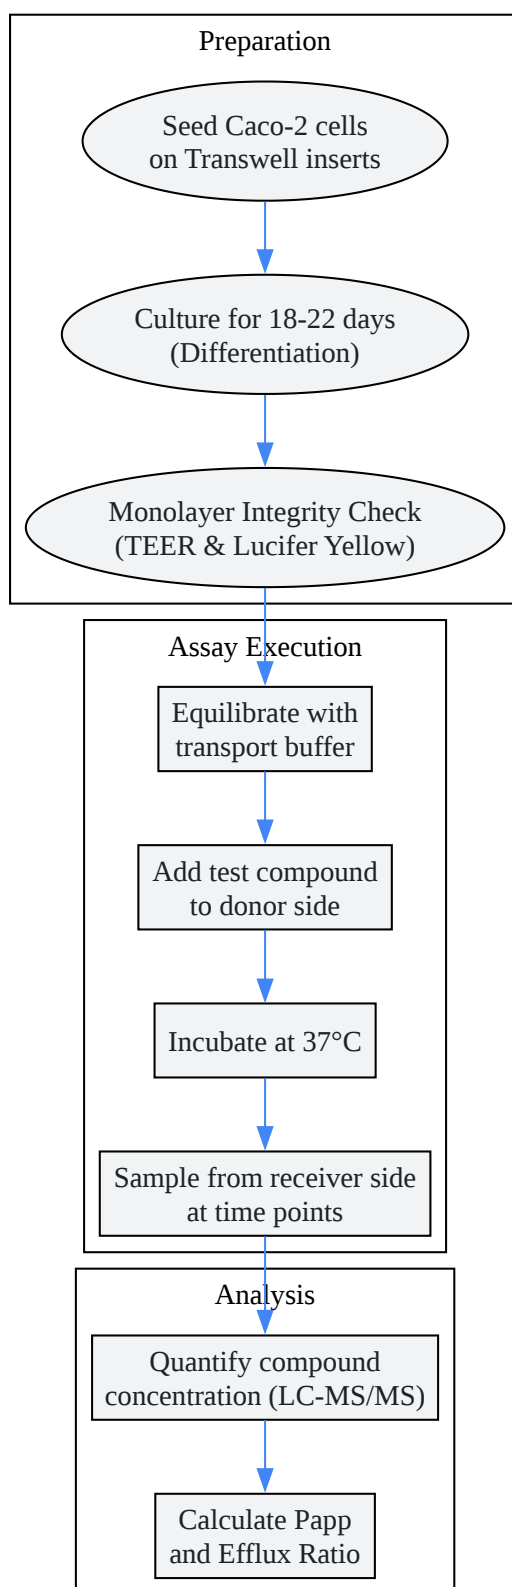 Preparation
Seed Caco-2 cells
on Transwell inserts
Culture for 18-22 days
(Differentiation)
Monolayer Integrity Check
(TEER & Lucifer Yellow)
Assay Execution
Equilibrate with
transport buffer
Add test compound
to donor side
Incubate at 37°C
Sample from receiver side
at time points
Analysis
Quantify compound
concentration (LC-MS/MS)
Calculate Papp
and Efflux Ratio